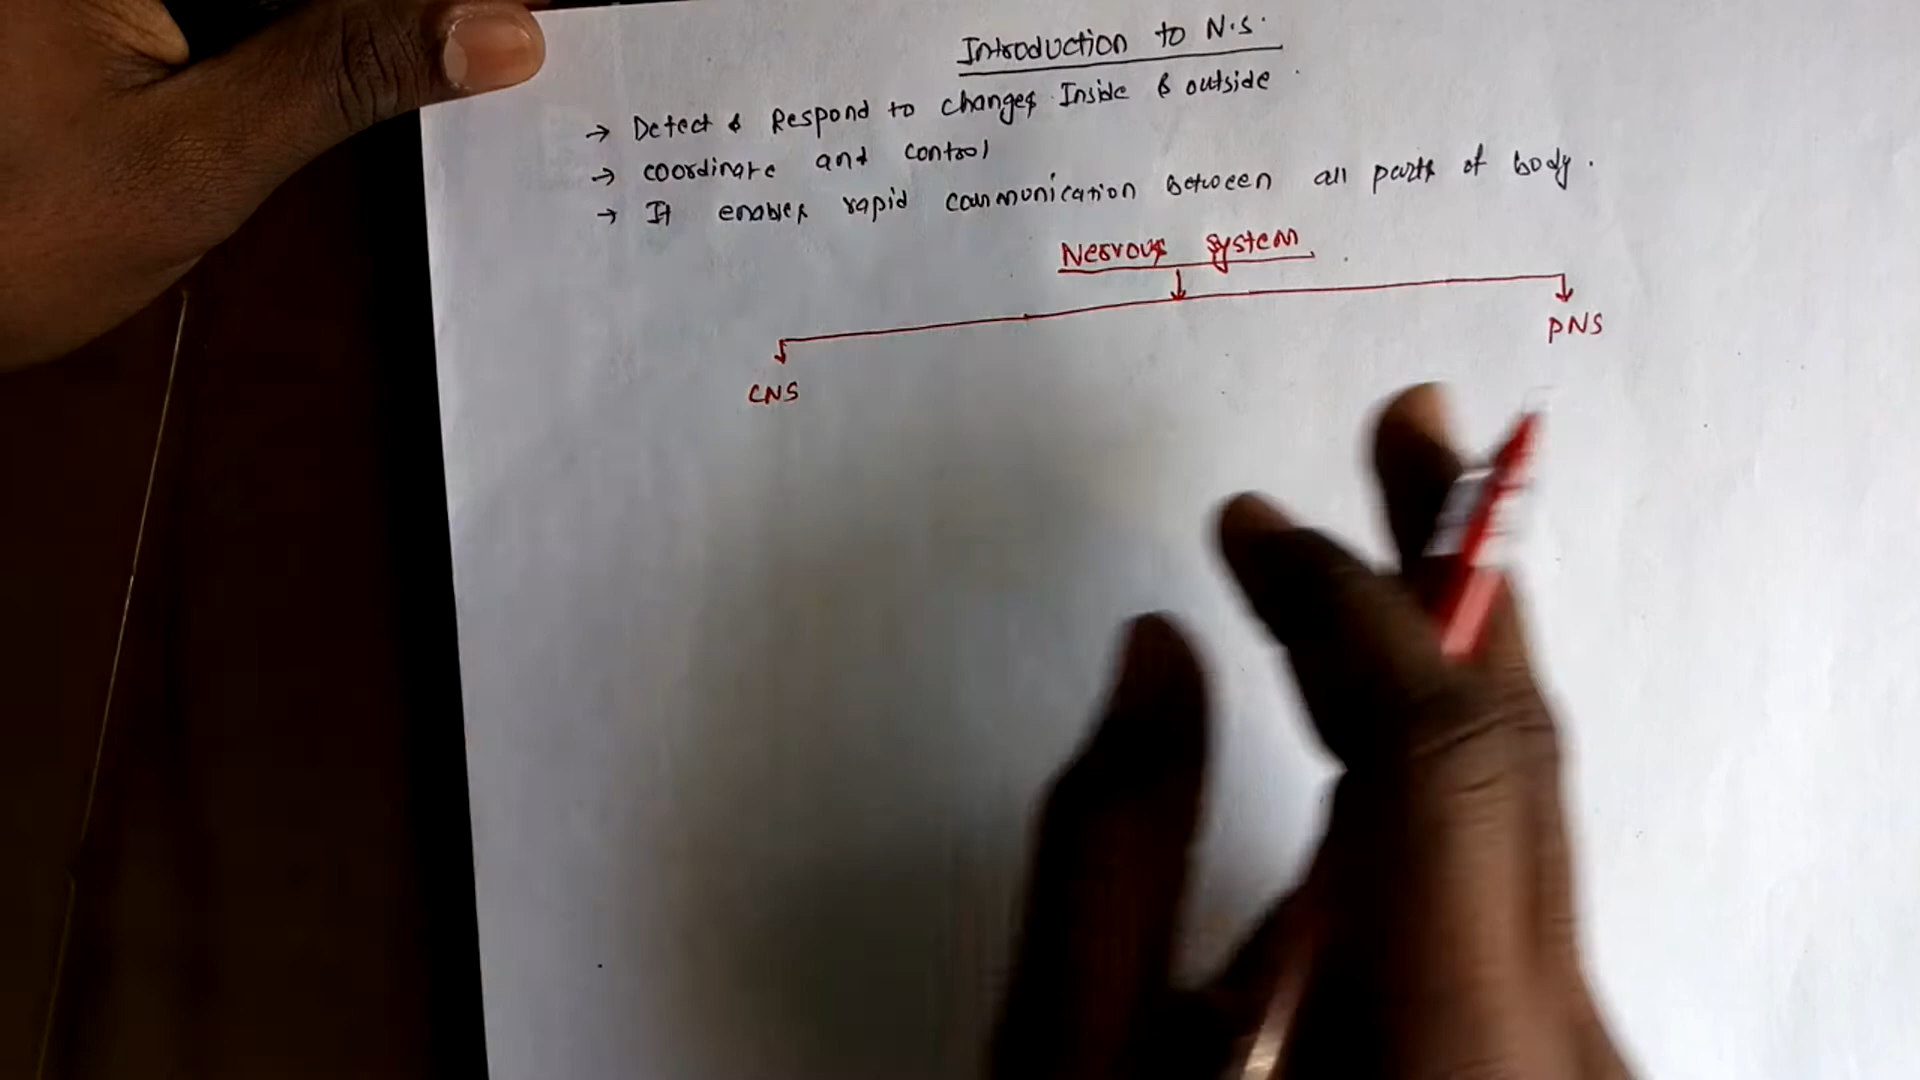 Introduction to N.S.
→ Detect & Respond to changes Inside & outside
→ coordinate and control
→ It enables rapid communication between all parts of body.
Nervous system
PNS
CNS